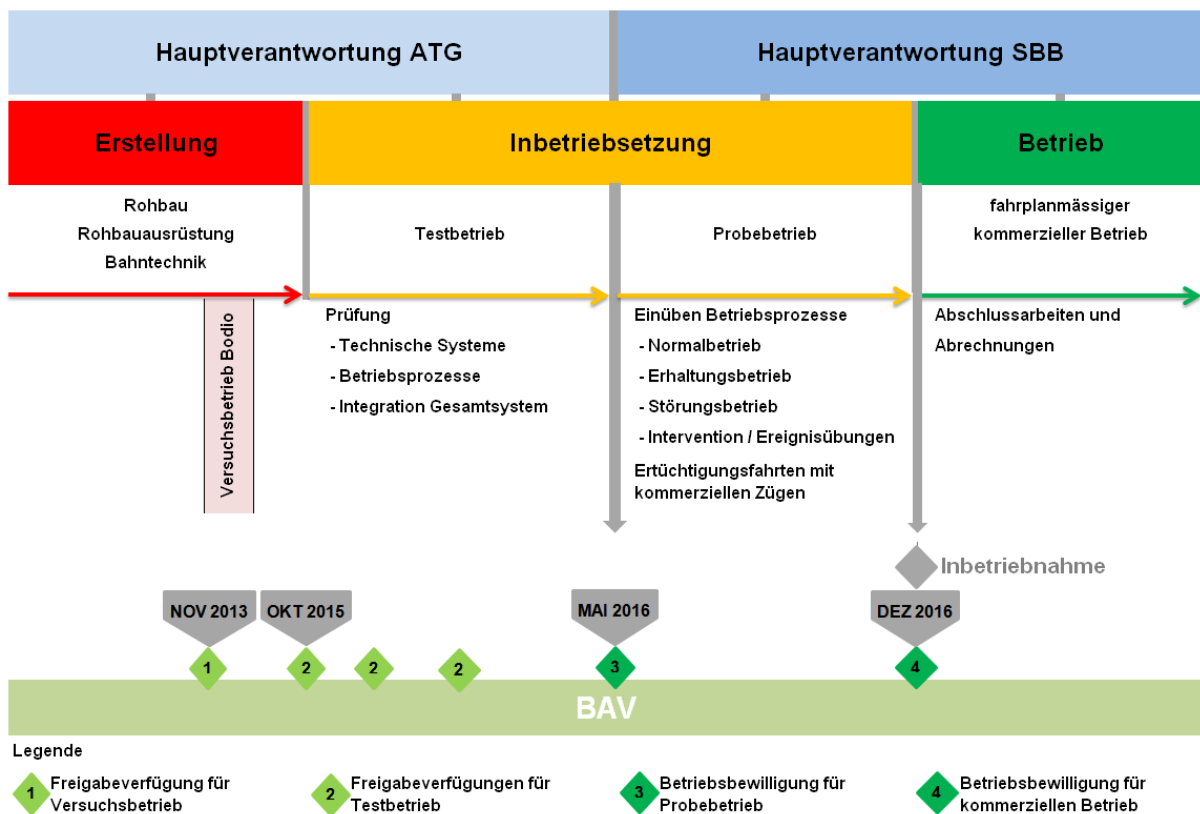 Hauptverantwortung ATG
Hauptverantwortung SBB
Erstellung
Inbetriebsetzung
Betrieb
Rohbau
Rohbauausrüstung
Bahntechnik
Testbetrieb
Probebetrieb
fahrplanmässiger
kommerzieller Betrieb
Versuchsbetrieb Bodio
Prüfung
- Technische Systeme
- Betriebsprozesse
- Integration Gesamtsystem
Einüben Betriebsprozesse
- Normalbetrieb
- Erhaltungsbetrieb
- Störungsbetrieb
- Intervention / Ereignisübungen
Ertüchtigungsfahrten mit
kommerziellen Zügen
Abschlussarbeiten und
Abrechnungen
Inbetriebnahme
NOV 2013
OKT 2015
MAI 2016
DEZ 2016
1
2
2
2
3
4
BAV
Legende
1
Freigabeverfügung für
Versuchsbetrieb
2
Freigabeverfügungen für
Testbetrieb
3
Betriebsbewilligung für
Probebetrieb
4
Betriebsbewilligung für
kommerziellen Betrieb